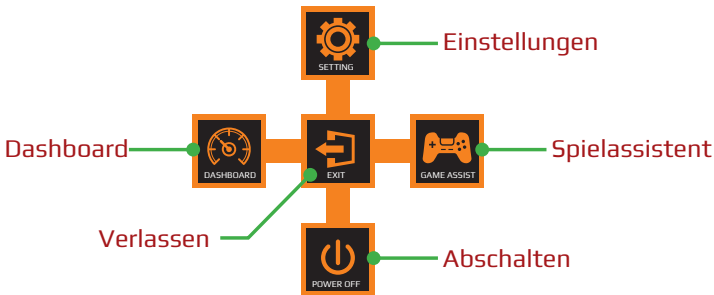 Einstellungen
SETTING
Dashboard
DASHBOARD
EXIT
GAME ASSIST
Spielassistent
Verlassen
POWER OFF
Abschalten